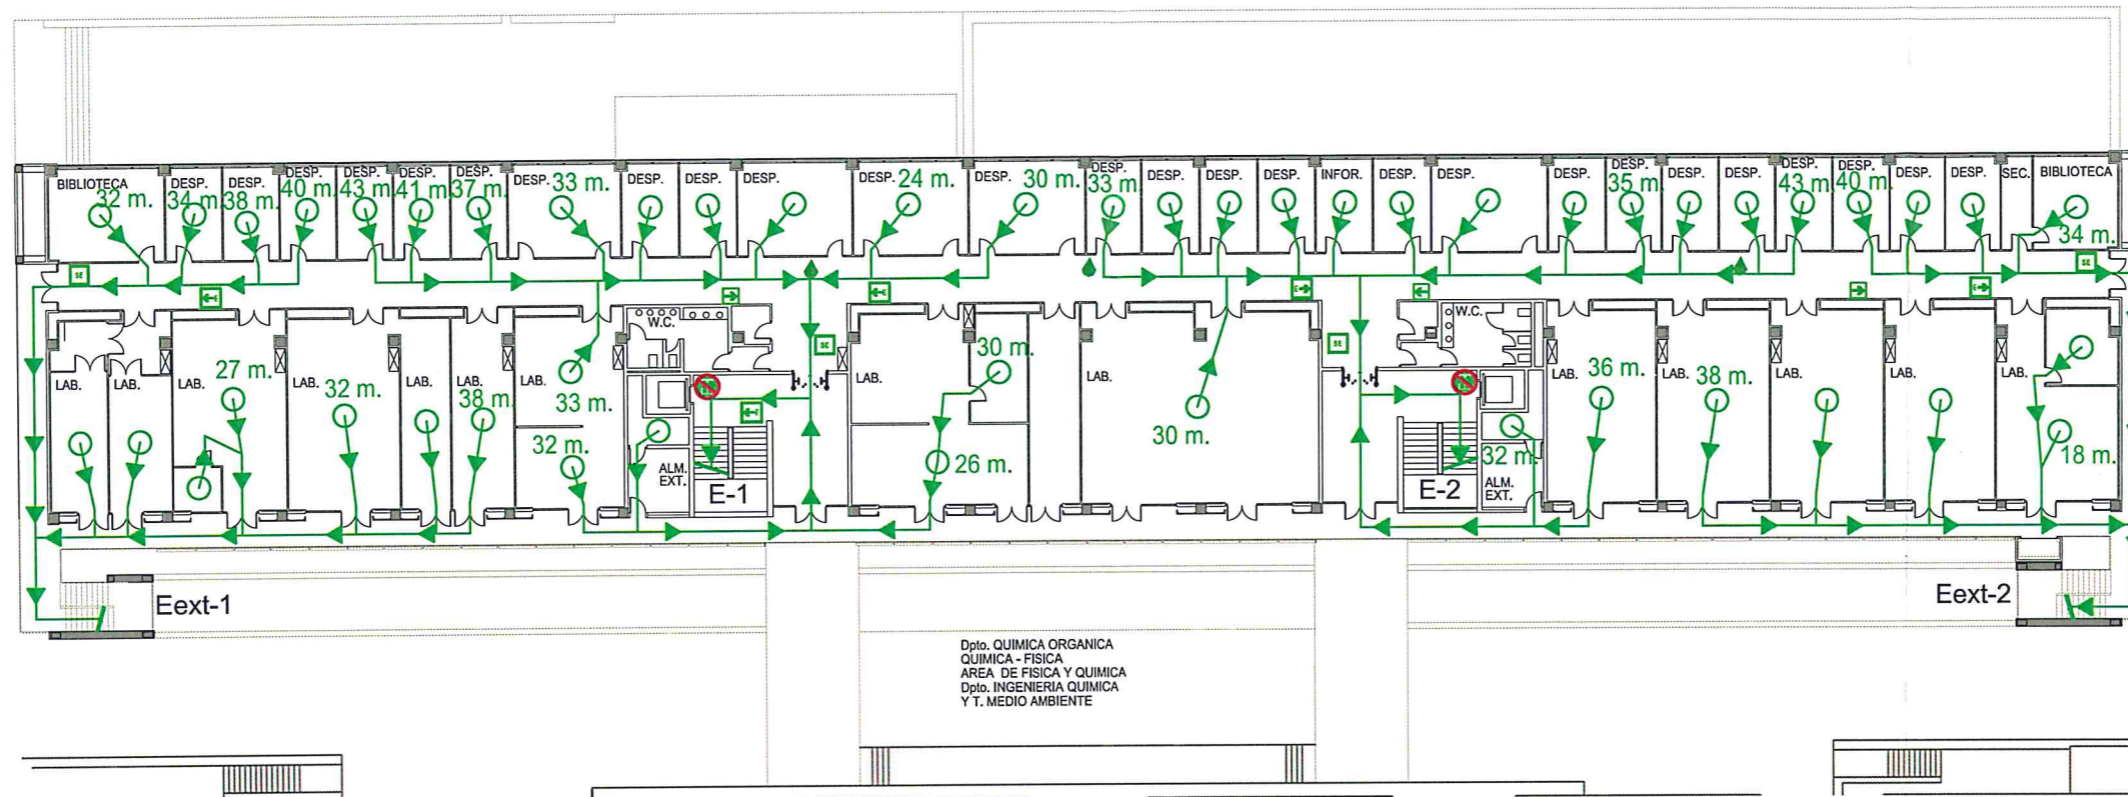 BIBLIOTECA
32 m.
DESP.
34 m.
DESP.
38 m.
DESP.
40 m.
DESP.
43 m.
DESP.
41 m.
DESP.
37 m.
DESP.
33 m.
DESP.
DESP.
DESP.
DESP.
24 m.
DESP.
30 m.
DESP.
33 m.
DESP.
DESP.
DESP.
INFOR.
DESP.
DESP.
DESP.
DESP.
35 m.
DESP.
DESP.
DESP.
43 m.
DESP.
40 m.
DESP.
DESP.
SEC.
BIBLIOTECA
34 m.
SE
E
E
SE
E
SE
E
SE
W.C.
W.C.
LAB.
LAB.
LAB.
27 m.
LAB.
32 m.
LAB.
LAB.
38 m.
LAB.
33 m.
32 m.
ALM.
EXT.
E
E-1
LAB.
30 m.
26 m.
LAB.
30 m.
E-2
32 m.
ALM.
EXT.
LAB.
36 m.
LAB.
38 m.
LAB.
LAB.
LAB.
18 m.
Eext-1
Eext-2
Dpto. QUIMICA ORGANICA
QUIMICA - FISICA
AREA DE FISICA Y QUIMICA
Dpto. INGENIERIA QUIMICA
Y T. MEDIO AMBIENTE